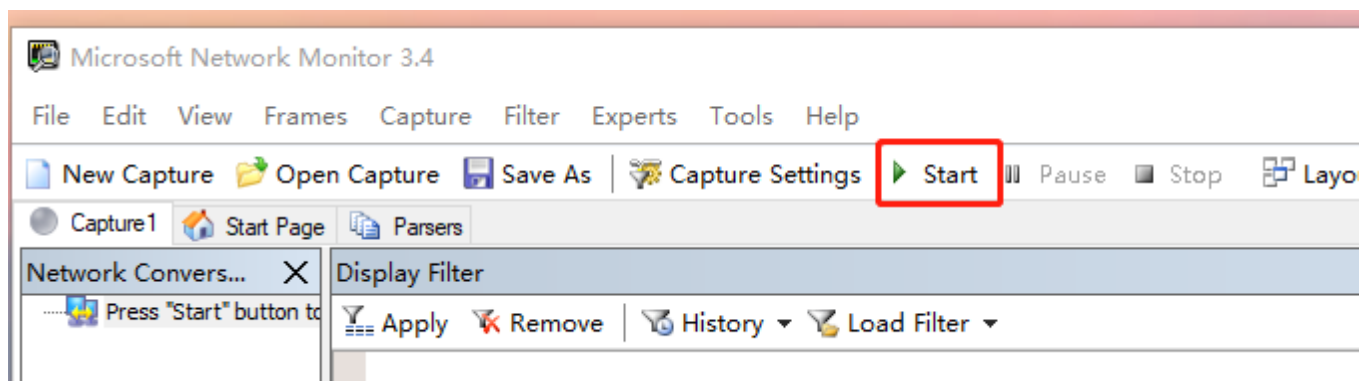 Microsoft Network Monitor 3.4
File Edit View Frames Capture Filter Experts Tools Help
New Capture Open Capture Save As Capture Settings Start Pause Stop Layo
Capture1 Start Page Parsers
Network Convers... Display Filter
Press "Start" button to Apply Remove History Load Filter